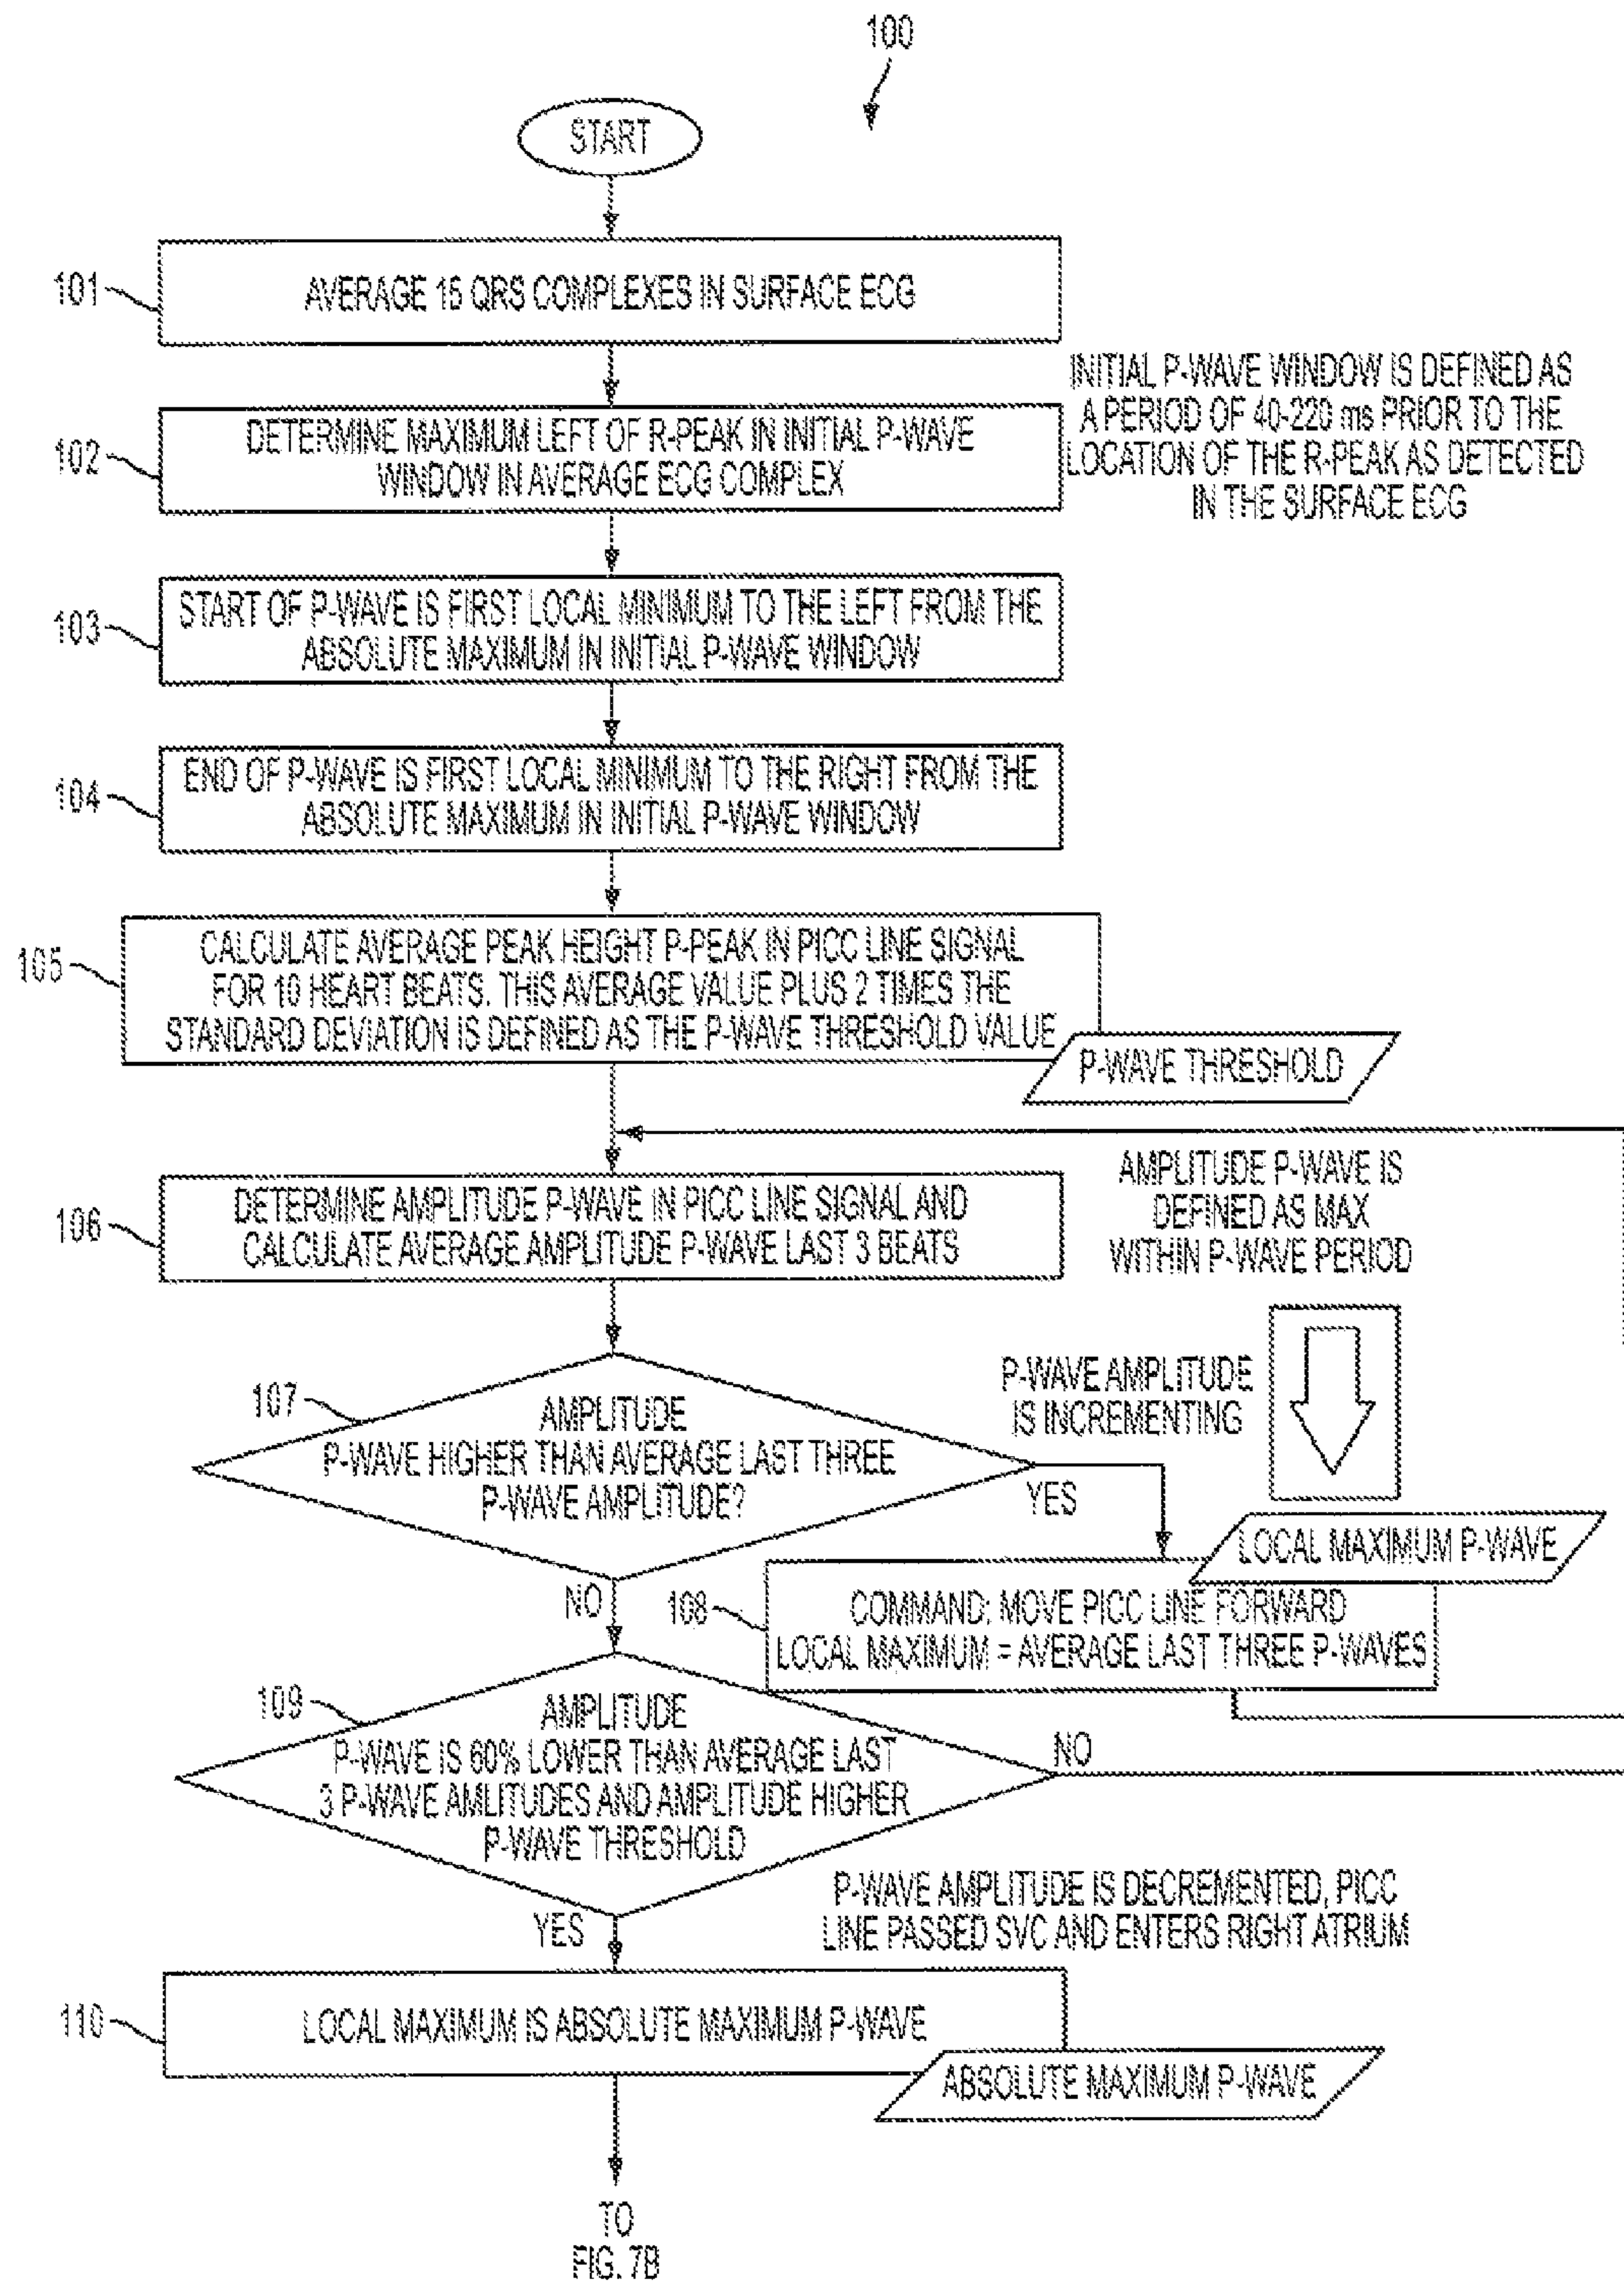 100
START
101
AVERAGE 15 QRS COMPLEXES IN SURFACE ECG
INITIAL P-WAVE WINDOW IS DEFINED AS
A PERIOD OF 40-220 ms PRIOR TO THE
LOCATION OF THE R-PEAK AS DETECTED
IN THE SURFACE ECG
102
DETERMINE MAXIMUM LEFT OF R-PEAK IN INITIAL P-WAVE
WINDOW IN AVERAGE ECG COMPLEX
103
START OF P-WAVE IS FIRST LOCAL MINIMUM TO THE LEFT FROM THE
ABSOLUTE MAXIMUM IN INITIAL P-WAVE WINDOW
104
END OF P-WAVE IS FIRST LOCAL MINIMUM TO THE RIGHT FROM THE
ABSOLUTE MAXIMUM IN INITIAL P-WAVE WINDOW
105
CALCULATE AVERAGE PEAK HEIGHT P-PEAK IN PICC LINE SIGNAL
FOR 10 HEART BEATS. THIS AVERAGE VALUE PLUS 2 TIMES THE
STANDARD DEVIATION IS DEFINED AS THE P-WAVE THRESHOLD VALUE
P-WAVE THRESHOLD
106
DETERMINE AMPLITUDE P-WAVE IN PICC LINE SIGNAL AND
CALCULATE AVERAGE AMPLITUDE P-WAVE LAST 3 BEATS
AMPLITUDE P-WAVE IS
DEFINED AS MAX
WITHIN P-WAVE PERIOD
107
AMPLITUDE
P-WAVE HIGHER THAN AVERAGE LAST THREE
P-WAVE AMPLITUDE?
P-WAVE AMPLITUDE
IS INCREMENTING
YES
LOCAL MAXIMUM P-WAVE
NO
108
COMMAND: MOVE PICC LINE FORWARD
LOCAL MAXIMUM = AVERAGE LAST THREE P-WAVES
109
AMPLITUDE
P-WAVE IS 60% LOWER THAN AVERAGE LAST
3 P-WAVE AMLITUDES AND AMPLITUDE HIGHER
P-WAVE THRESHOLD
NO
YES
P-WAVE AMPLITUDE IS DECREMENTED, PICC
LINE PASSED SVC AND ENTERS RIGHT ATRIUM
110
LOCAL MAXIMUM IS ABSOLUTE MAXIMUM P-WAVE
ABSOLUTE MAXIMUM P-WAVE
TO
FIG. 7B